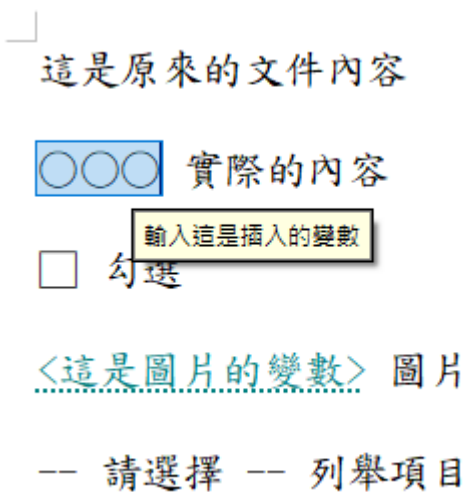 這是原來的文件內容
○○○ 實際的內容
輸入這是插入的變數
□ 勾選
<這是圖片的變數> 圖片
-- 請選擇 -- 列舉項目